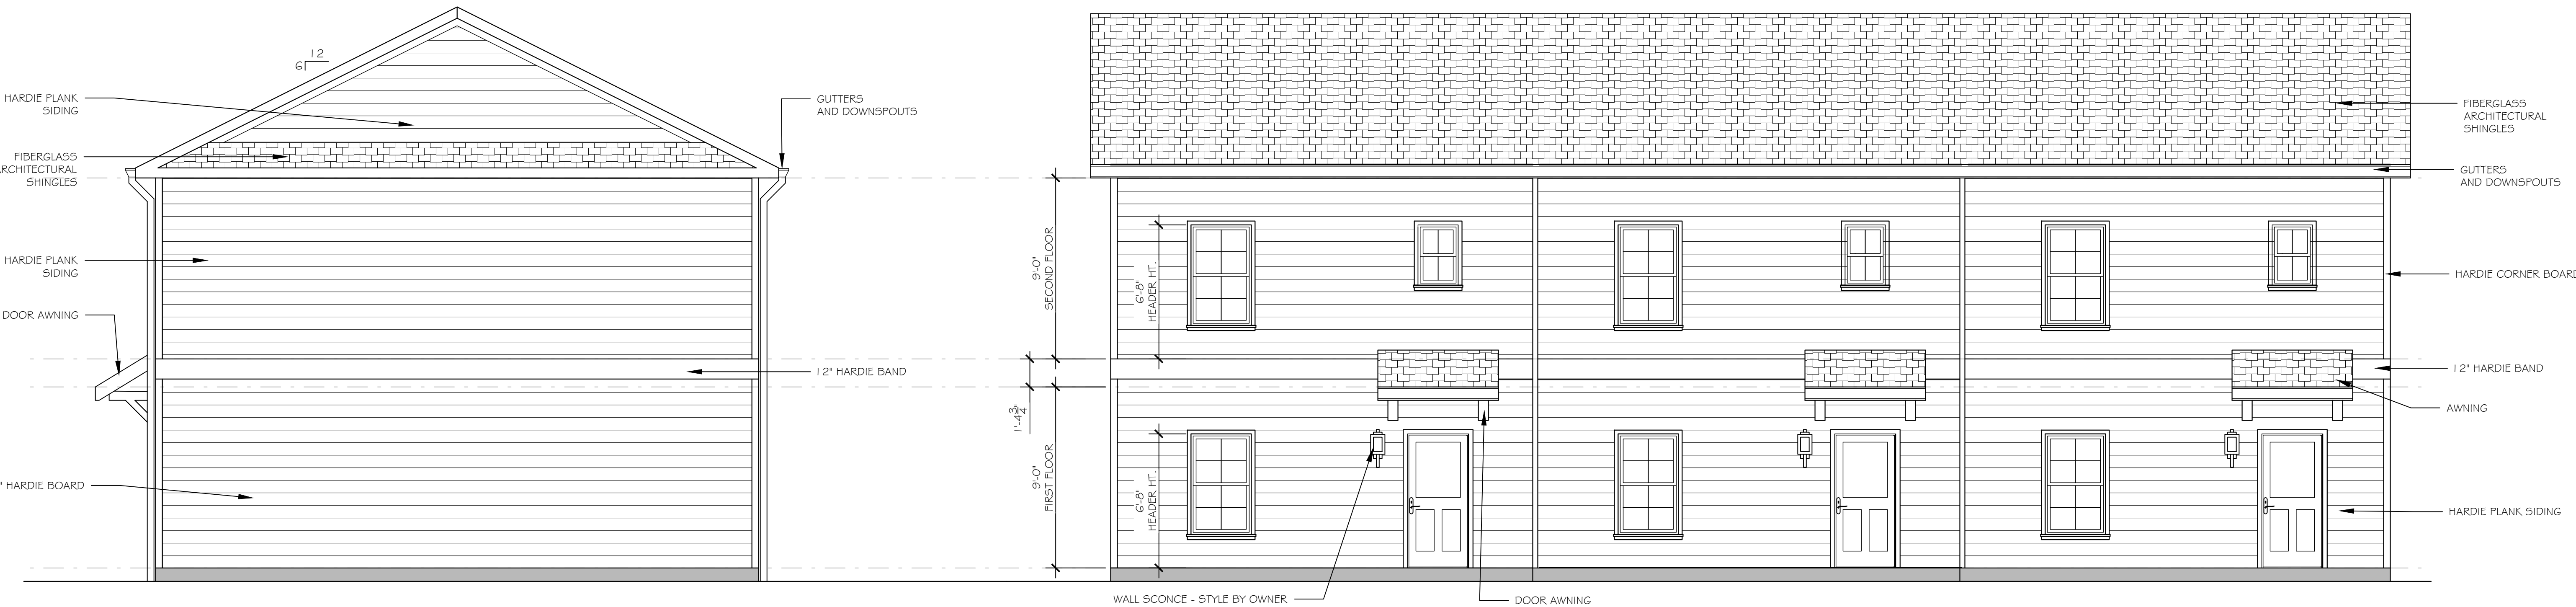 12
6
HARDIE PLANK
SIDING
FIBERGLASS
ARCHITECTURAL
SHINGLES
HARDIE PLANK
SIDING
DOOR AWNING
" HARDIE BOARD
GUTTERS
AND DOWNSPOUTS
12" HARDIE BAND
9'-0"
SECOND FLOOR
6'-8"
HEADER HT.
1'-4 3/4"
9'-0"
FIRST FLOOR
6'-8"
HEADER HT.
WALL SCONCE - STYLE BY OWNER
DOOR AWNING
FIBERGLASS
ARCHITECTURAL
SHINGLES
GUTTERS
AND DOWNSPOUTS
HARDIE CORNER BOARD
12" HARDIE BAND
AWNING
HARDIE PLANK SIDING